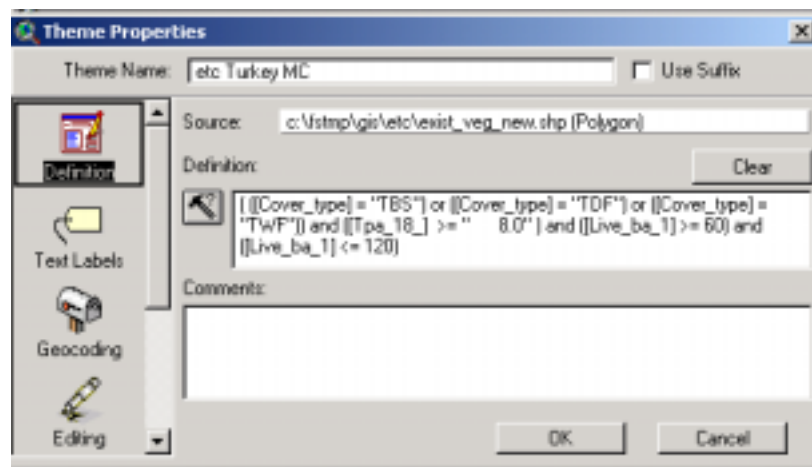 Theme Properties
Theme Name: etc Turkey MC Use Suffix
Definition
Text Labels
Geocoding
Editing
Source: c:\fstmp\gis\etc\exist_veg_new.shp (Polygon)
Definition: Clear
( ([Cover_type] = "TBS") or ([Cover_type] = "TDF") or ([Cover_type] =
"TWF")) and ([Tpa_18_] >= "      8.0" ) and ([Live_ba_1] >= 60) and
([Live_ba_1] <= 120)
Comments:
OK Cancel